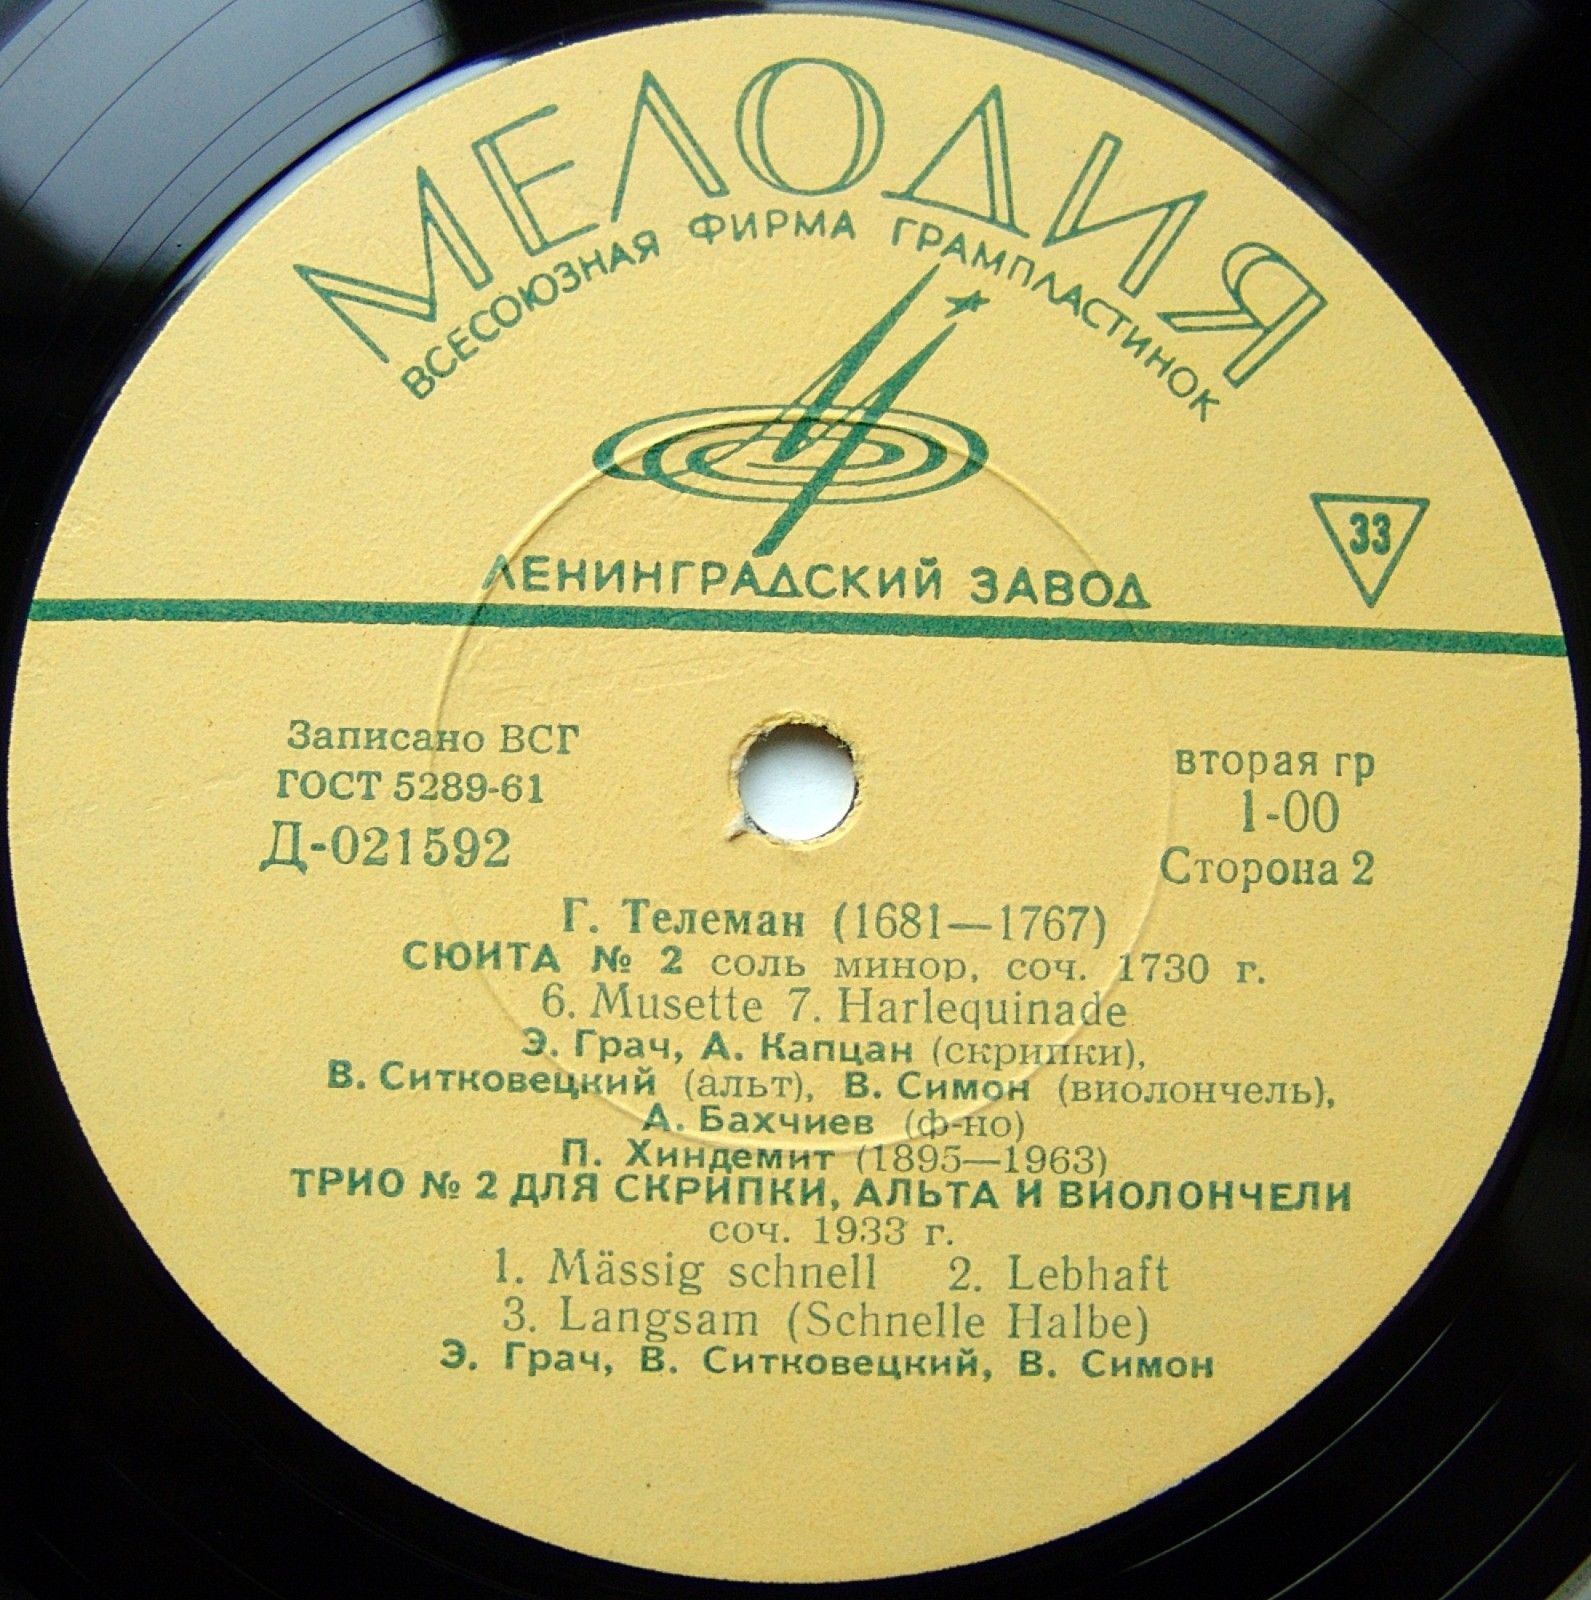 МЕЛОДИЯ
ВСЕСОЮЗНАЯ ФИРМА ГРАМПЛАСТИНОК
ЛЕНИНГРАДСКИЙ ЗАВОД
33
Записано ВСГ
ГОСТ 5289-61
Д-021592
вторая гр
1-00
Сторона 2
Г. Телеман (1681—1767)
СЮИТА № 2 соль минор, соч. 1730 г.
6. Musette 7. Harlequinade
Э. Грач, А. Капцан (скрипки),
В. Ситковецкий (альт), В. Симон (виолончель),
А. Бахчиев (ф-но)
П. Хиндемит (1895—1963)
ТРИО № 2 ДЛЯ СКРИПКИ, АЛЬТА И ВИОЛОНЧЕЛИ
соч. 1933 г.
1. Mässig schnell 2. Lebhaft
3. Langsam (Schnelle Halbe)
Э. Грач, В. Ситковецкий, В. Симон